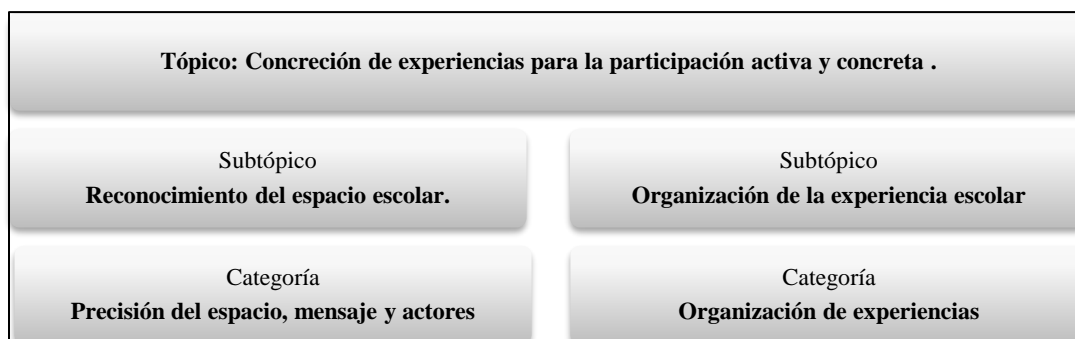 Tópico: Concreción de experiencias para la participación activa y concreta .
Subtópico
Reconocimiento del espacio escolar.
Subtópico
Organización de la experiencia escolar
Categoría
Precisión del espacio, mensaje y actores
Categoría
Organización de experiencias